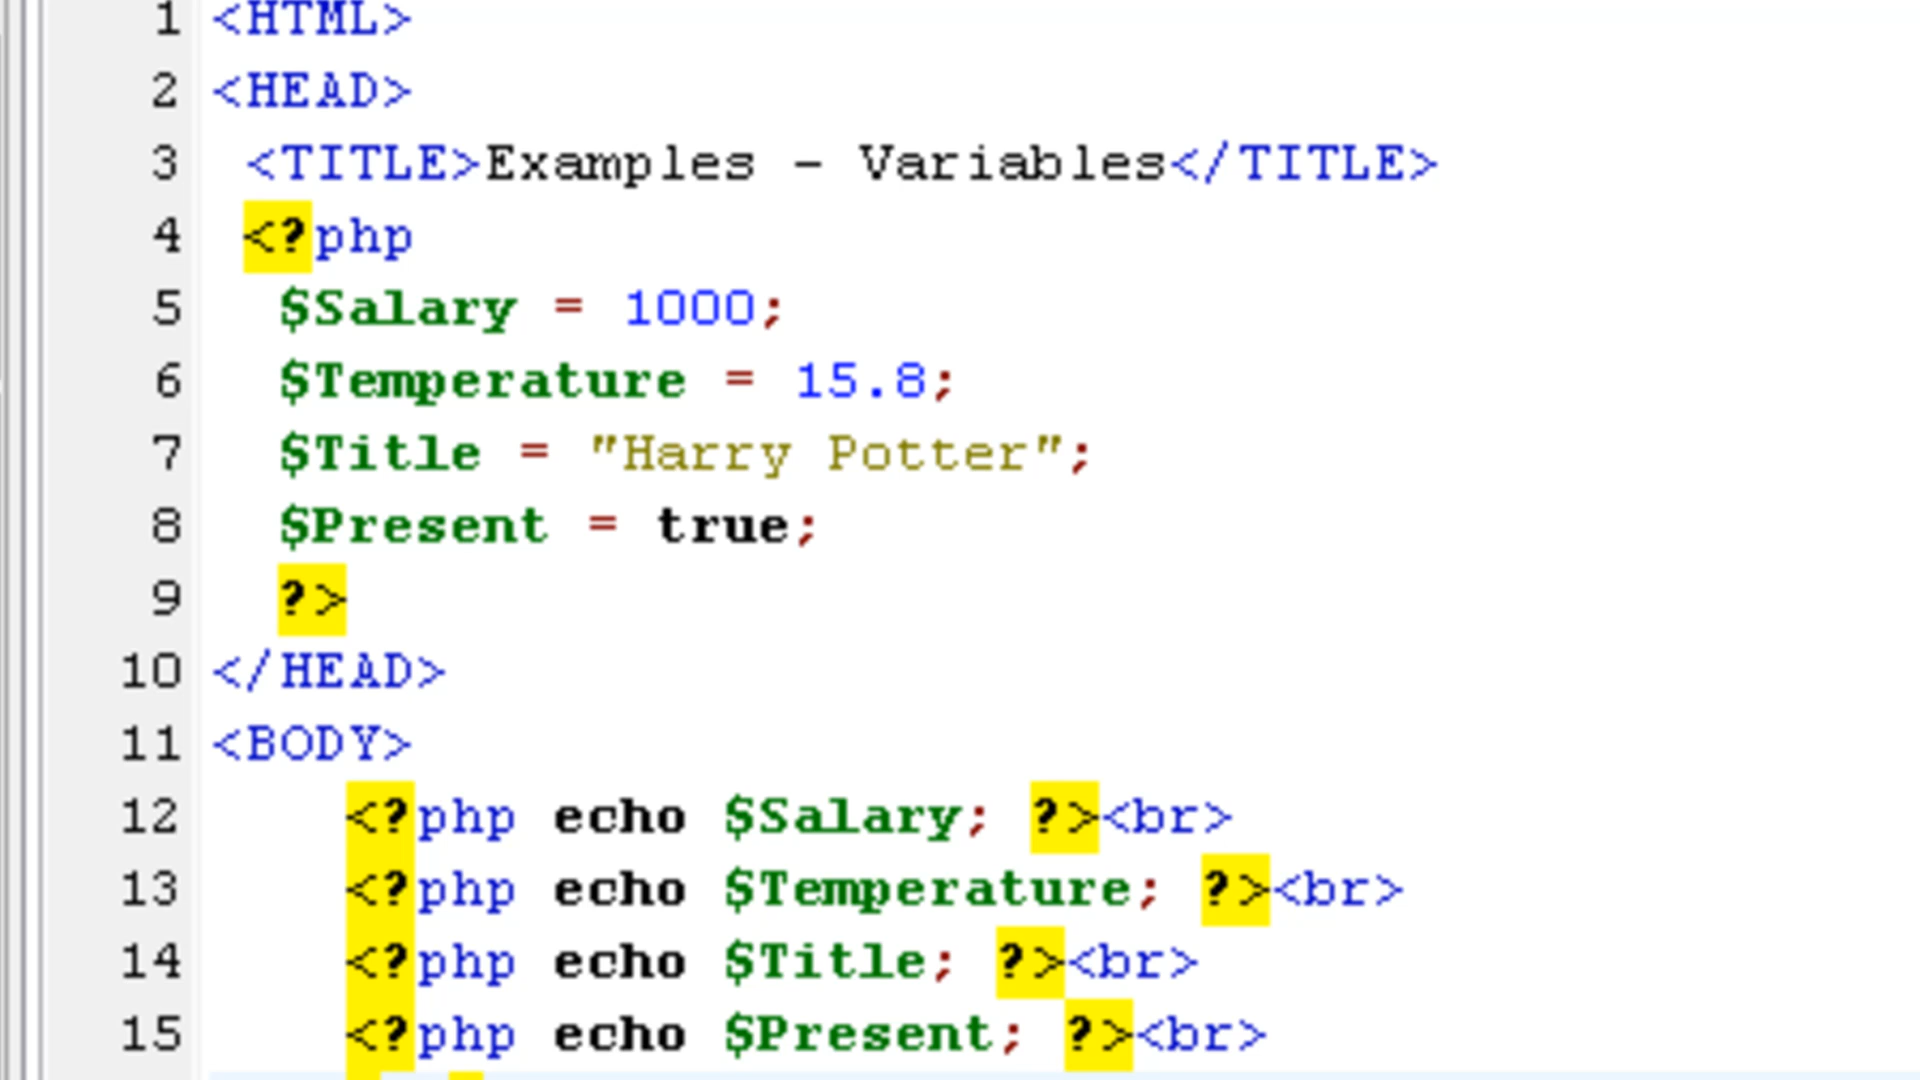 1 <HTML>
2 <HEAD>
3 <TITLE>Examples - Variables</TITLE>
4 <?php
5 $Salary = 1000;
6 $Temperature = 15.8;
7 $Title = "Harry Potter";
8 $Present = true;
9 ?>
10 </HEAD>
11 <BODY>
12 <?php echo $Salary; ?><br>
13 <?php echo $Temperature; ?><br>
14 <?php echo $Title; ?><br>
15 <?php echo $Present; ?><br>